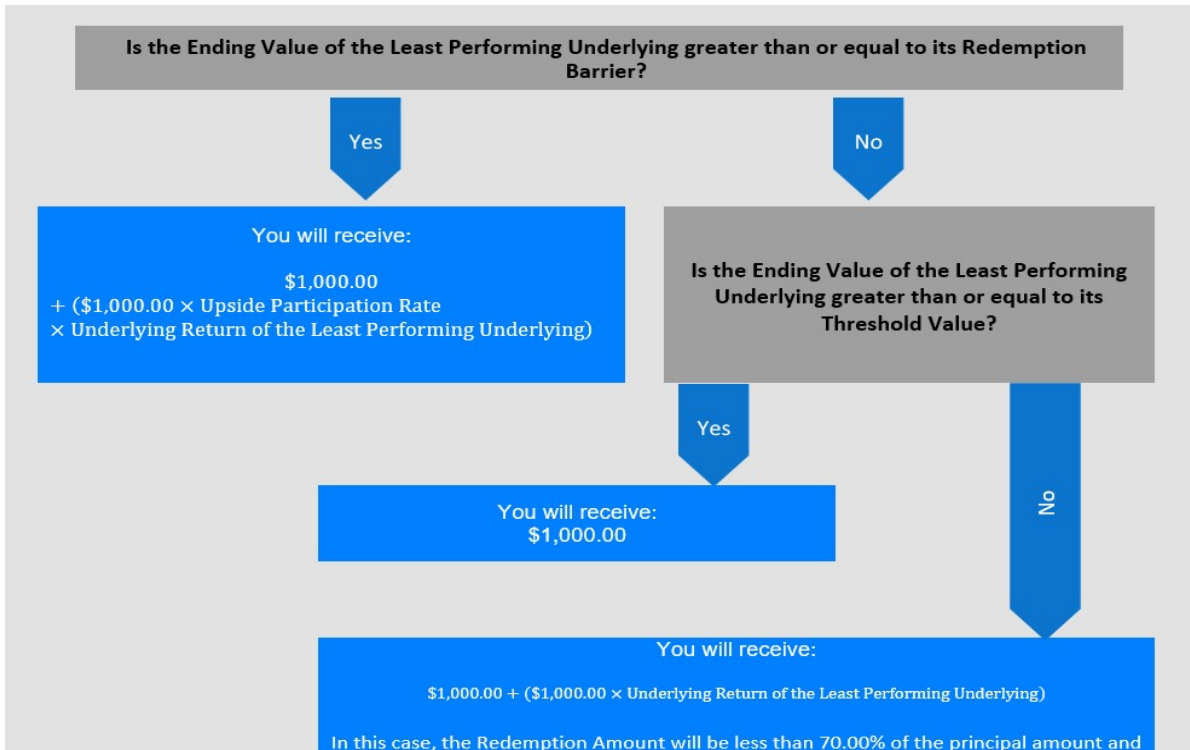 Is the Ending Value of the Least Performing Underlying greater than or equal to its Redemption
Barrier?
Yes
No
You will receive:
$1,000.00
+ ($1,000.00 × Upside Participation Rate
× Underlying Return of the Least Performing Underlying)
Is the Ending Value of the Least Performing
Underlying greater than or equal to its
Threshold Value?
Yes
No
You will receive:
$1,000.00
You will receive:
$1,000.00 + ($1,000.00 × Underlying Return of the Least Performing Underlying)
In this case, the Redemption Amount will be less than 70.00% of the principal amount and